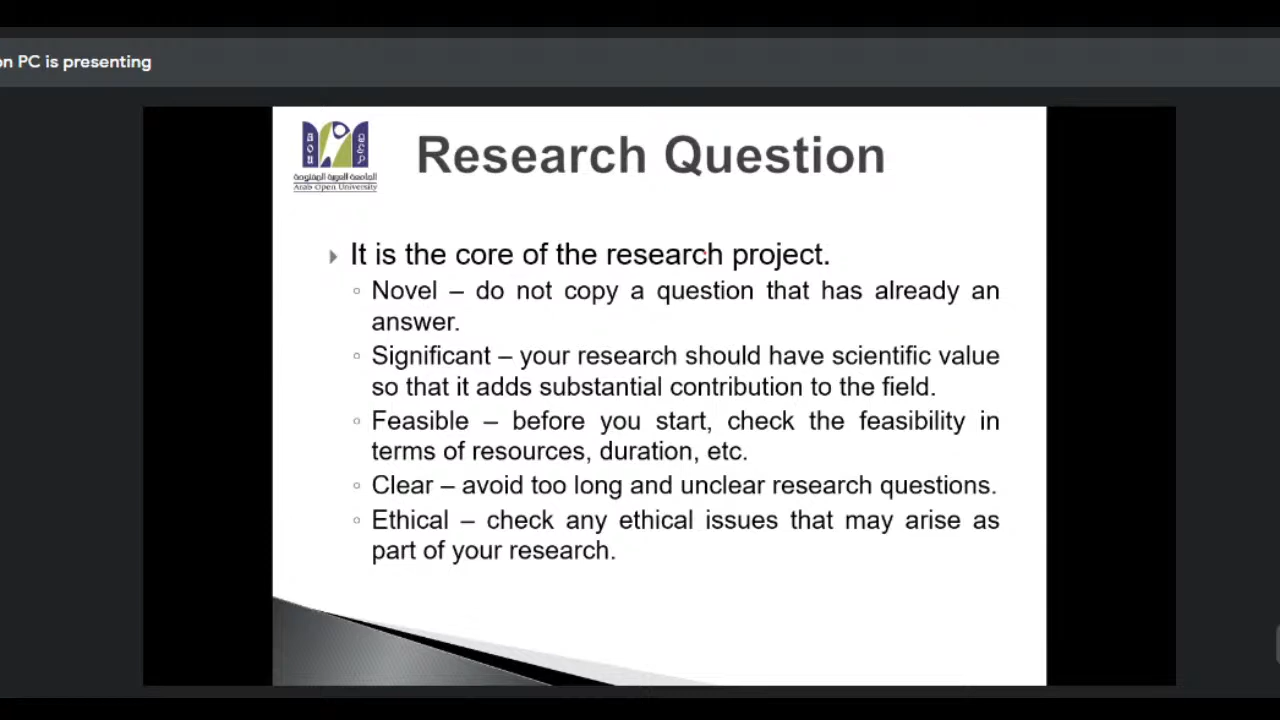 on PC is presenting
الجامعة العربية المفتوحة
Arab Open University
Research Question
It is the core of the research project.
Novel – do not copy a question that has already an
answer.
Significant – your research should have scientific value
so that it adds substantial contribution to the field.
Feasible – before you start, check the feasibility in
terms of resources, duration, etc.
Clear – avoid too long and unclear research questions.
Ethical – check any ethical issues that may arise as
part of your research.